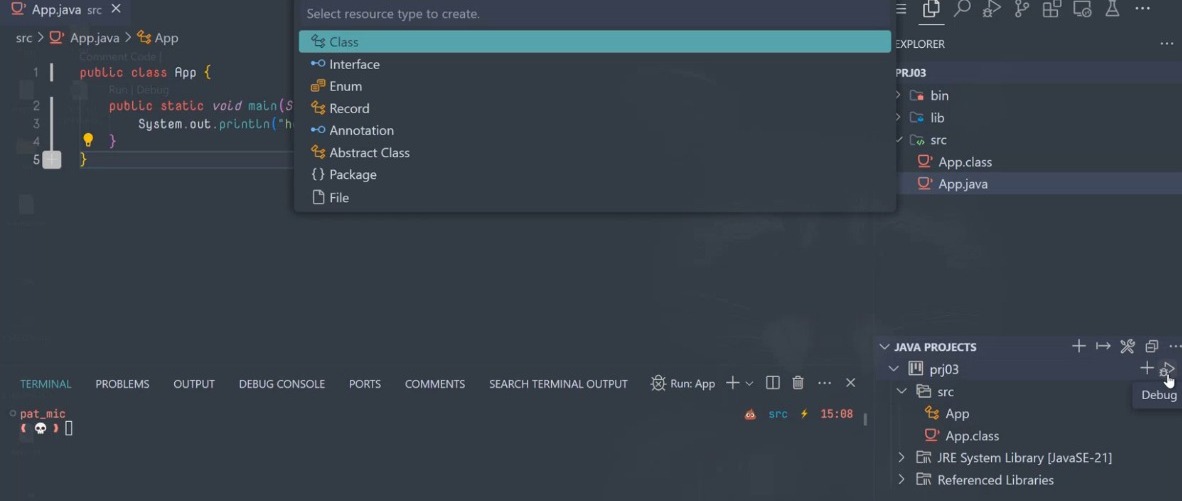 App.java src
Select resource type to create.
src > App.java > App
Class
Interface
Enum
Record
Annotation
Abstract Class
Package
File
Comment Code |
1 public class App {
Run | Debug
2 public static void main(S
3 System.out.println("h
4 }
5 }
EXPLORER
PRJ03
bin
lib
src
App.class
App.java
JAVA PROJECTS
prj03
Debug
src
App
App.class
JRE System Library [JavaSE-21]
Referenced Libraries
TERMINAL PROBLEMS OUTPUT DEBUG CONSOLE PORTS COMMENTS SEARCH TERMINAL OUTPUT Run: App
pat_mic
src 15:08